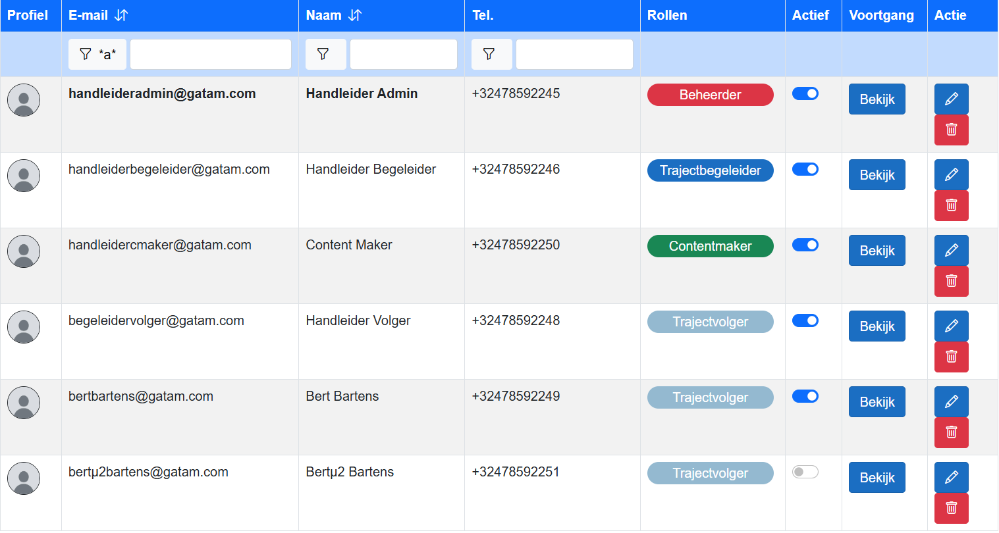 Profiel E-mail Naam Tel. Rollen Actief Voortgang Actie
*a*
handleideradmin@gatam.com Handleider Admin +32478592245 Beheerder Bekijk
handleiderbegeleider@gatam.com Handleider Begeleider +32478592246 Trajectbegeleider Bekijk
handleidercmaker@gatam.com Content Maker +32478592250 Contentmaker Bekijk
begeleidervolger@gatam.com Handleider Volger +32478592248 Trajectvolger Bekijk
bertbartens@gatam.com Bert Bartens +32478592249 Trajectvolger Bekijk
bertµ2bartens@gatam.com Bertµ2 Bartens +32478592251 Trajectvolger Bekijk